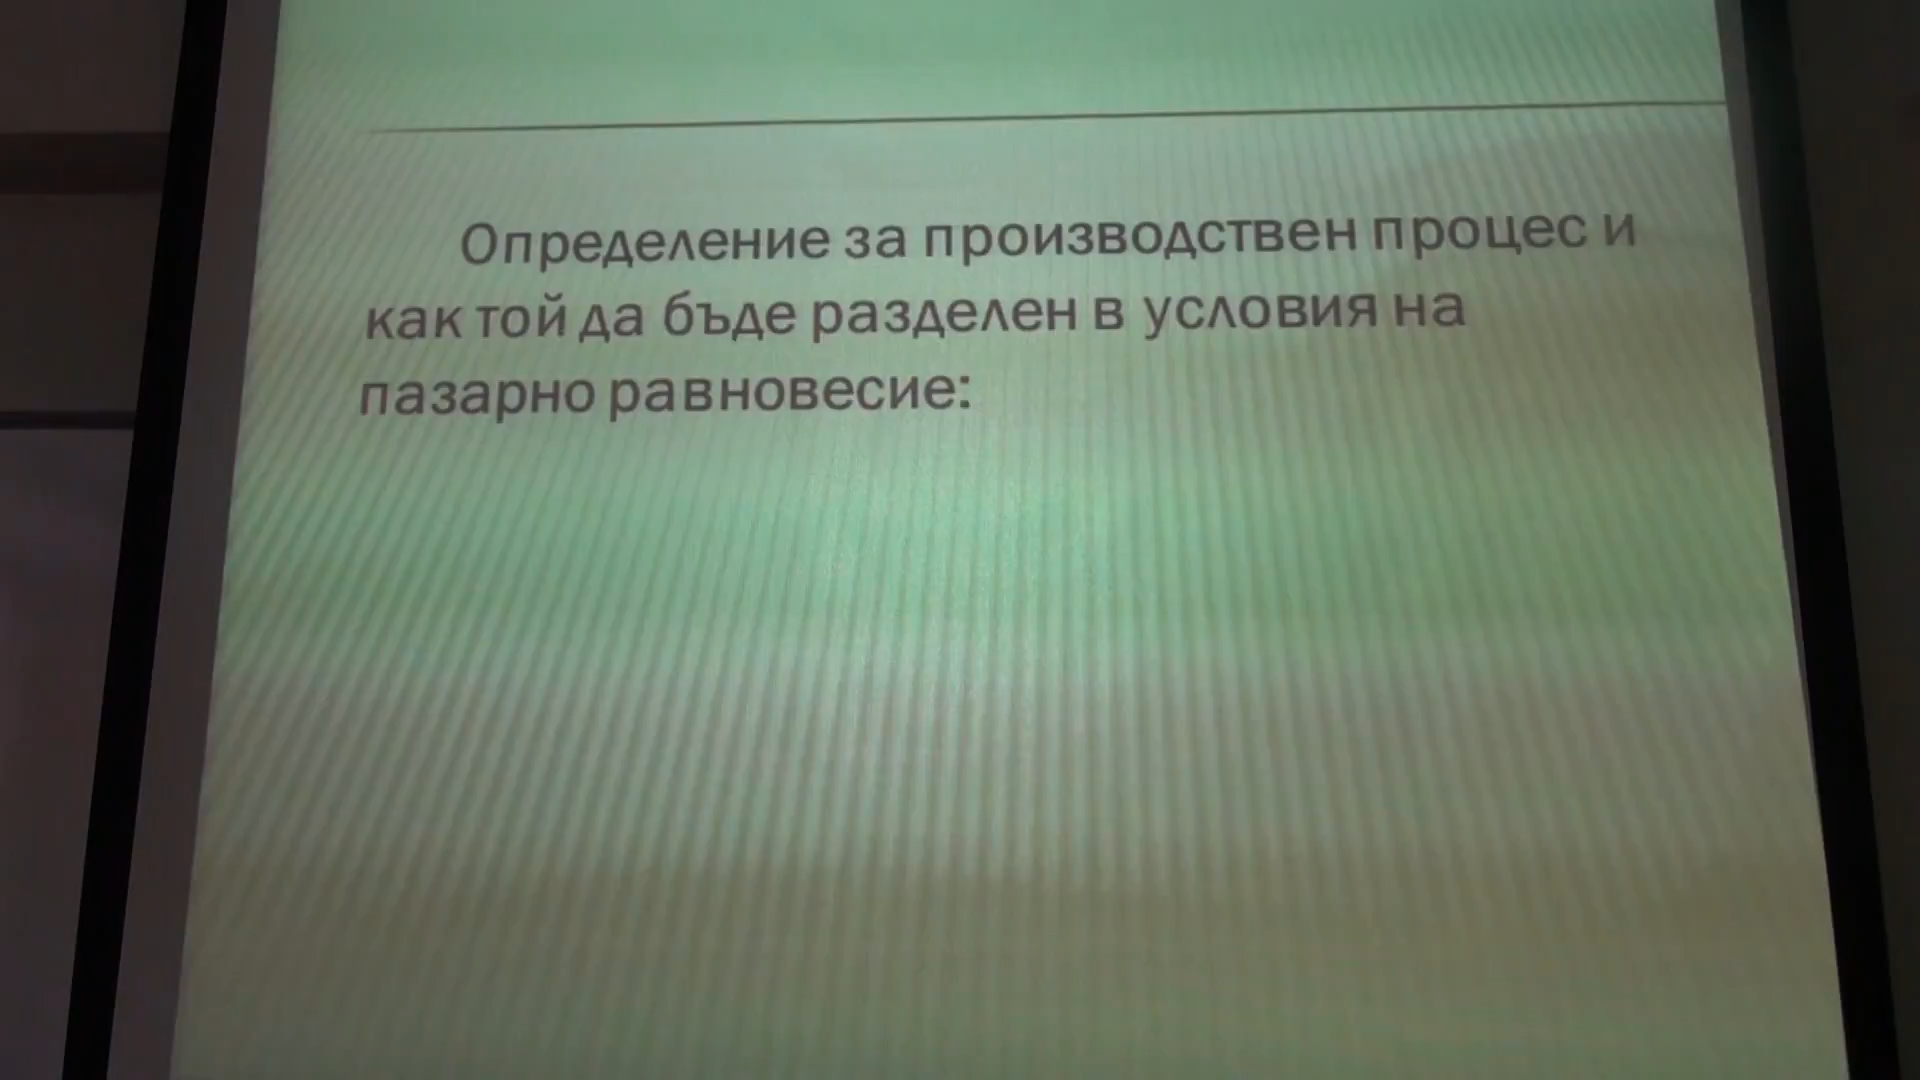 Определение за производствен процес и
как той да бъде разделен в условия на
пазарно равновесие: